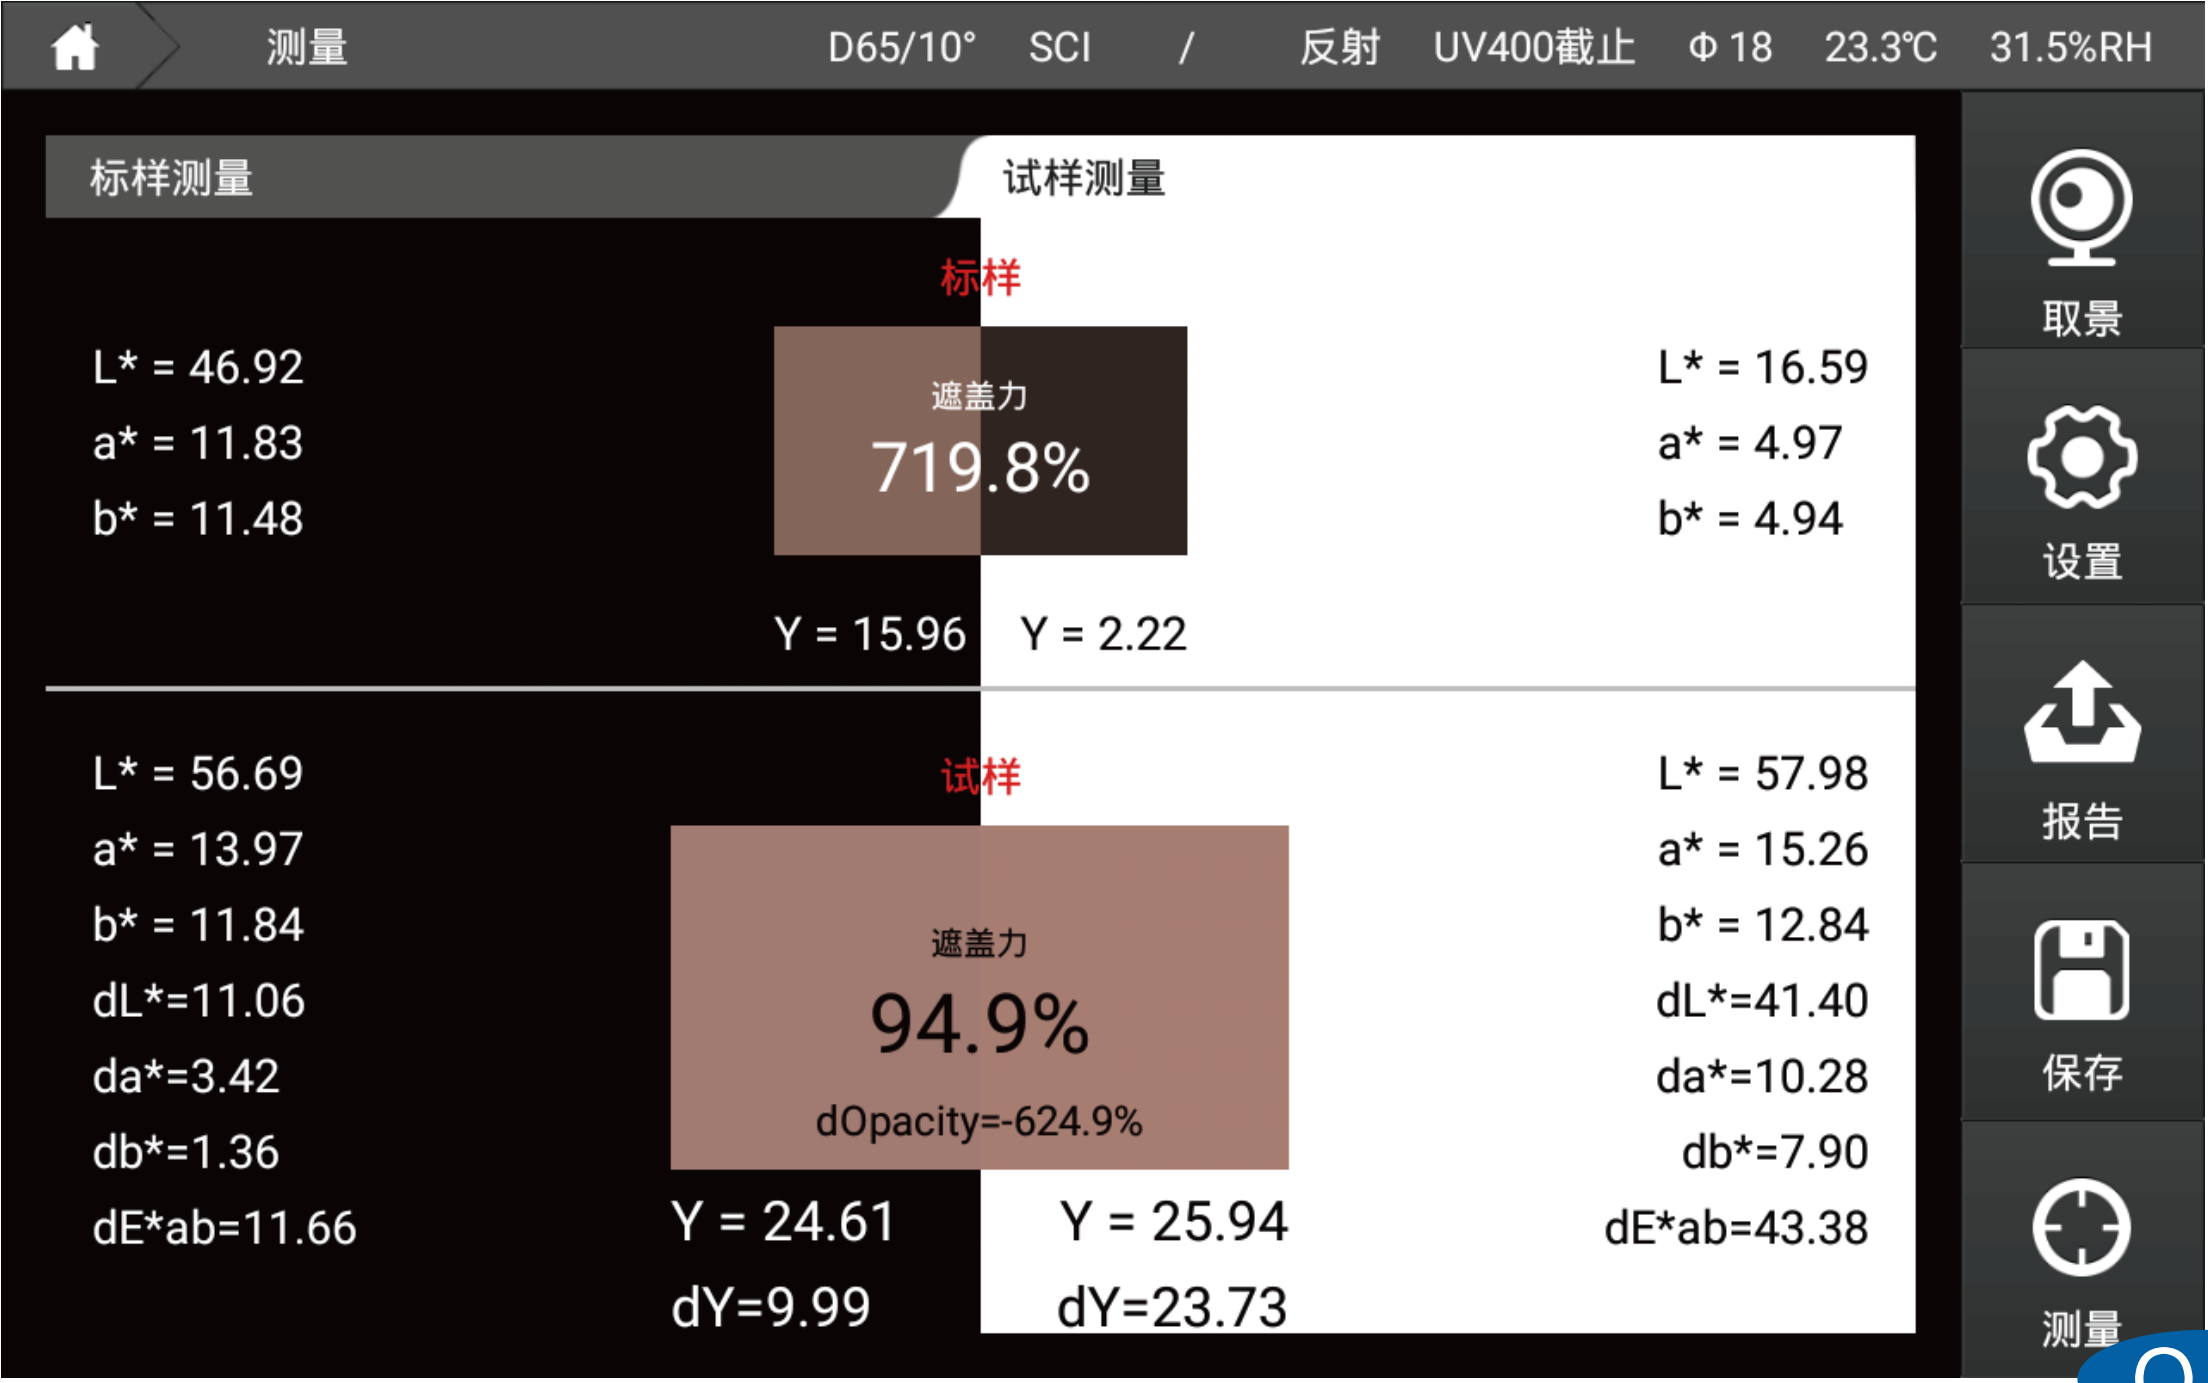 测量 D65/10° SCI / 反射 UV400截止 Φ 18 23.3℃ 31.5%RH
标样测量 试样测量
标样
L* = 46.92
a* = 11.83
b* = 11.48
遮盖力
719.8%
L* = 16.59
a* = 4.97
b* = 4.94
Y = 15.96 Y = 2.22
试样
L* = 56.69
a* = 13.97
b* = 11.84
dL*=11.06
da*=3.42
db*=1.36
dE*ab=11.66
遮盖力
94.9%
dOpacity=-624.9%
Y = 24.61 Y = 25.94
dY=9.99 dY=23.73
L* = 57.98
a* = 15.26
b* = 12.84
dL*=41.40
da*=10.28
db*=7.90
dE*ab=43.38
取景
设置
报告
保存
测量